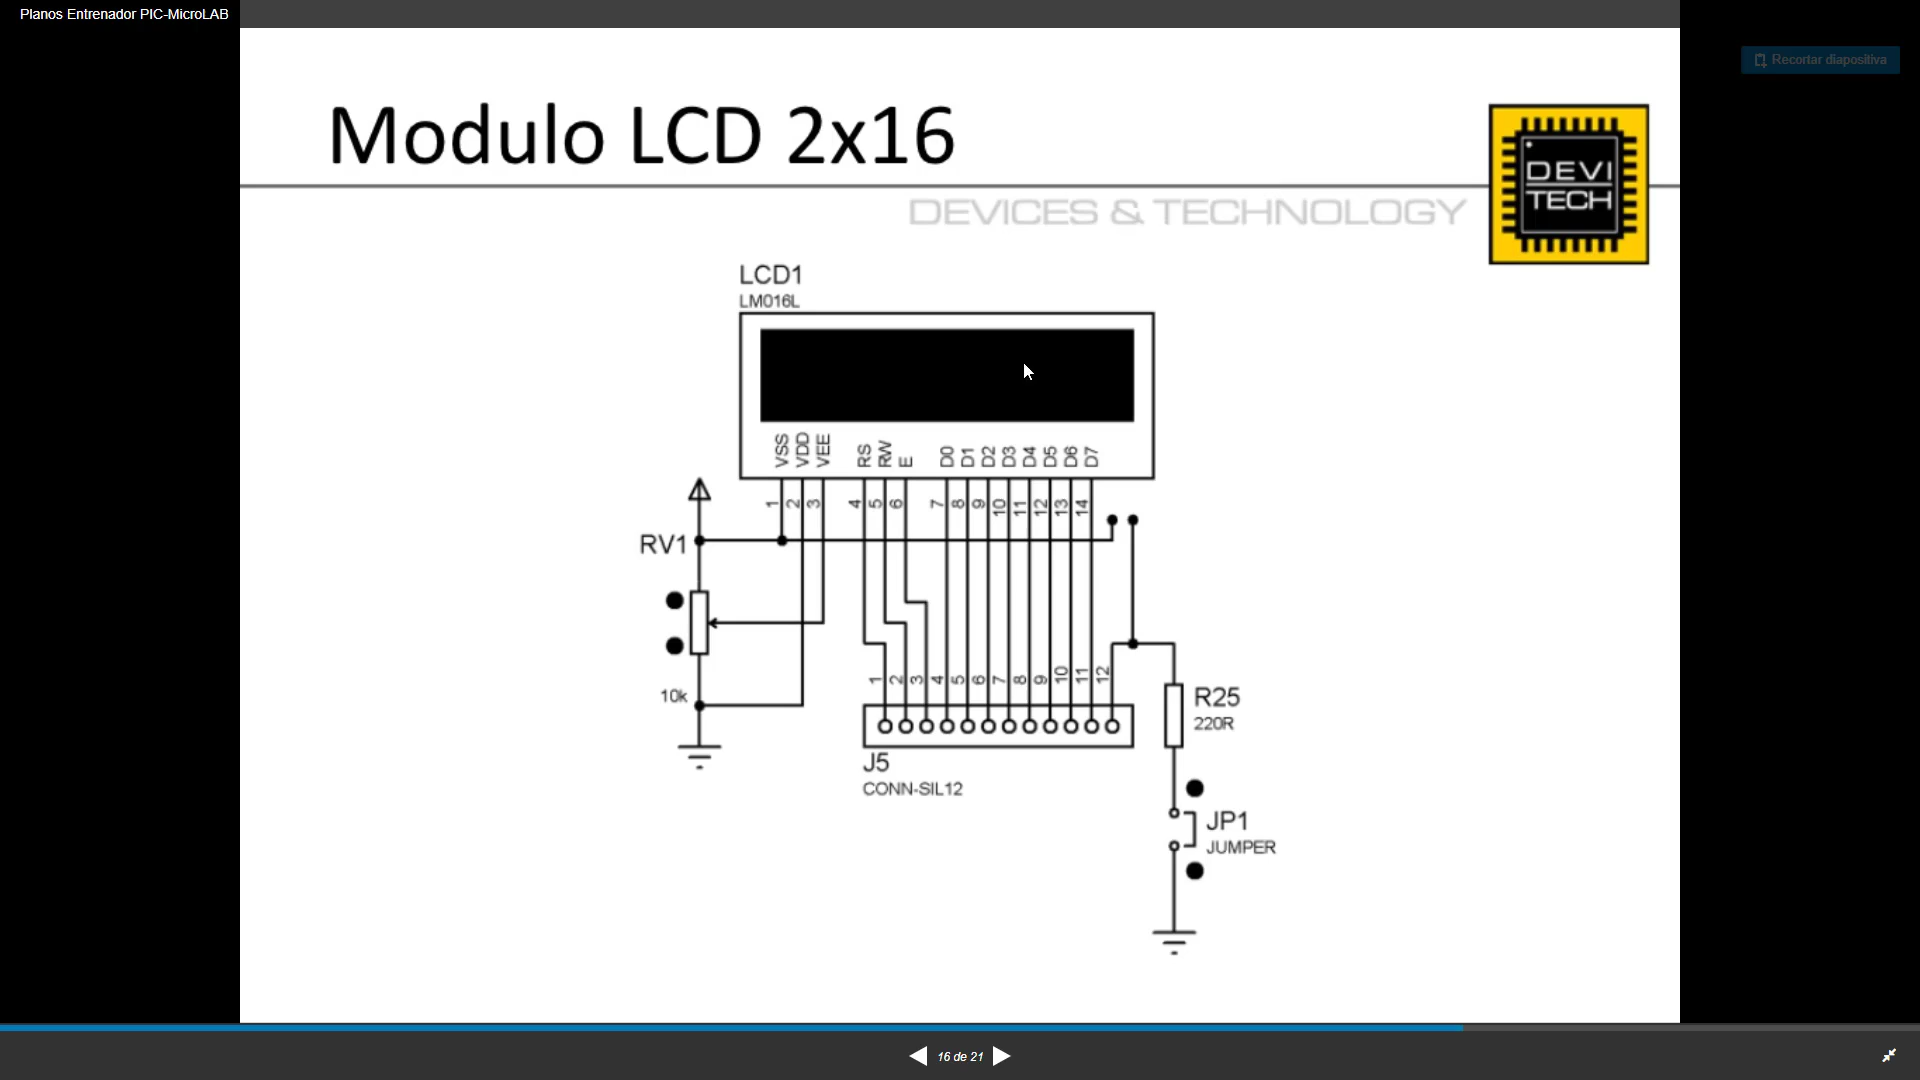 Planos Entrenador PIC-MicroLAB
Recortar diapositiva
Modulo LCD 2x16
DEVI
TECH
DEVICES & TECHNOLOGY
LCD1
LM016L
VSS VDD VEE RS RW E D0 D1 D2 D3 D4 D5 D6 D7
1 2 3 4 5 6 7 8 9 10 11 12 13 14
RV1
10k
1 2 3 4 5 6 7 8 9 10 11 12
R25
220R
J5
CONN-SIL12
JP1
JUMPER
16 de 21